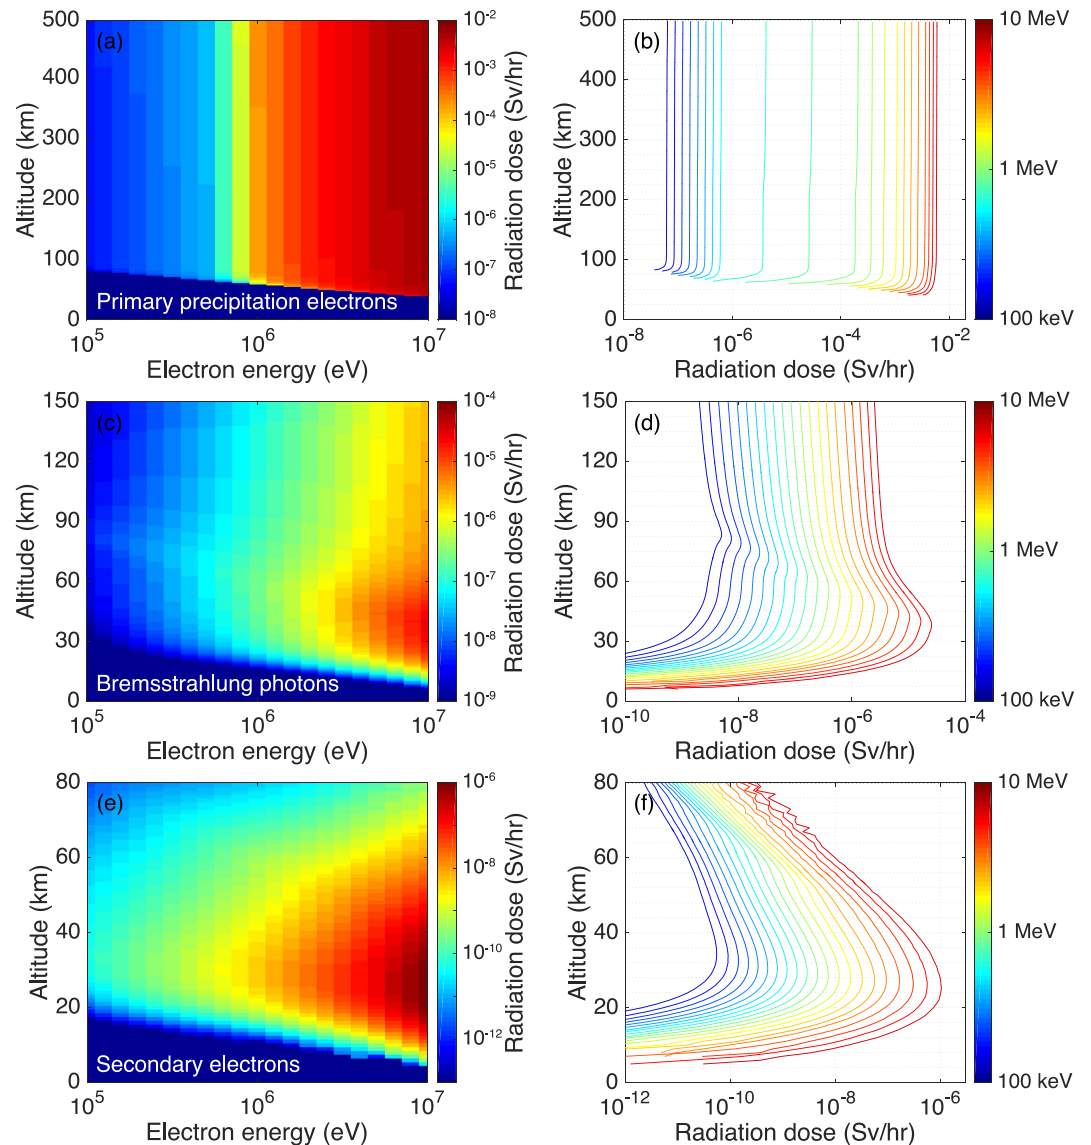 (a)
Primary precipitation electrons
Altitude (km)
500
400
300
200
100
0
10^5
10^6
10^7
Electron energy (eV)
10^-2
10^-3
10^-4
10^-5
10^-6
10^-7
10^-8
Radiation dose (Sv/hr)
(b)
Altitude (km)
500
400
300
200
100
0
10^-8
10^-6
10^-4
10^-2
Radiation dose (Sv/hr)
10 MeV
1 MeV
100 keV
(c)
Bremsstrahlung photons
Altitude (km)
150
120
90
60
30
0
10^5
10^6
10^7
Electron energy (eV)
10^-4
10^-5
10^-6
10^-7
10^-8
10^-9
Radiation dose (Sv/hr)
(d)
Altitude (km)
150
120
90
60
30
0
10^-10
10^-8
10^-6
10^-4
Radiation dose (Sv/hr)
10 MeV
1 MeV
100 keV
(e)
Secondary electrons
Altitude (km)
80
60
40
20
0
10^5
10^6
10^7
Electron energy (eV)
10^-6
10^-8
10^-10
10^-12
Radiation dose (Sv/hr)
(f)
Altitude (km)
80
60
40
20
0
10^-12
10^-10
10^-8
10^-6
Radiation dose (Sv/hr)
10 MeV
1 MeV
100 keV